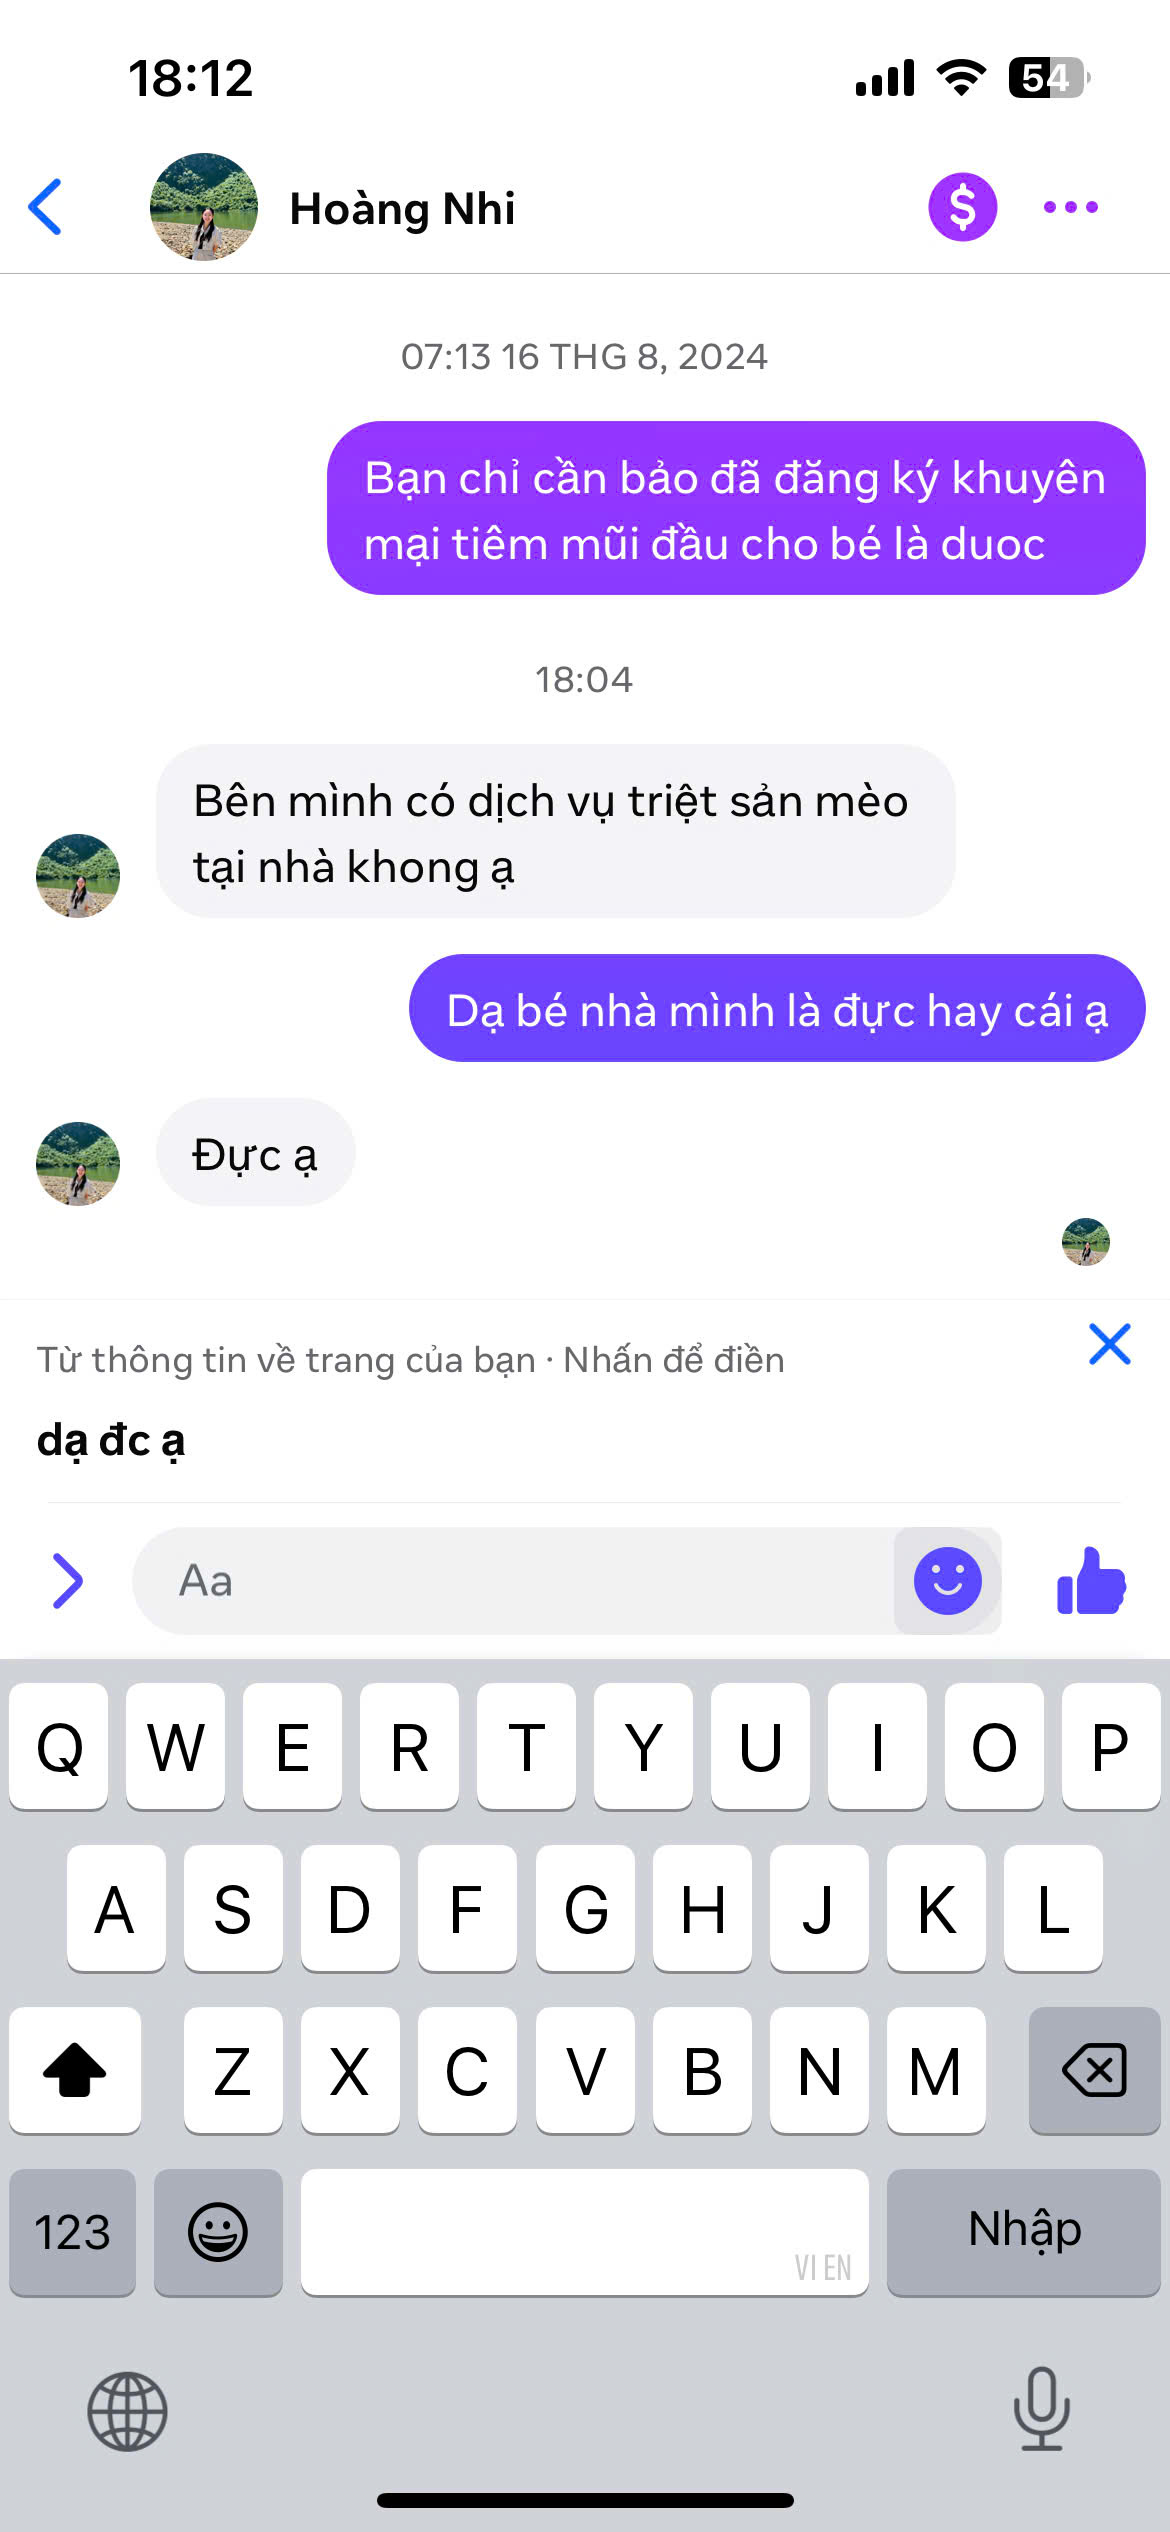 18:12
54
Hoàng Nhi
07:13 16 THG 8, 2024
Bạn chỉ cần bảo đã đăng ký khuyên
mại tiêm mũi đầu cho bé là duoc
18:04
Bên mình có dịch vụ triệt sản mèo
tại nhà khong ạ
Dạ bé nhà mình là đực hay cái ạ
Đực ạ
Từ thông tin về trang của bạn · Nhấn để điền
dạ đc ạ
Aa
Q W E R T Y U I O P
A S D F G H J K L
Z X C V B N M
123
VI EN
Nhập